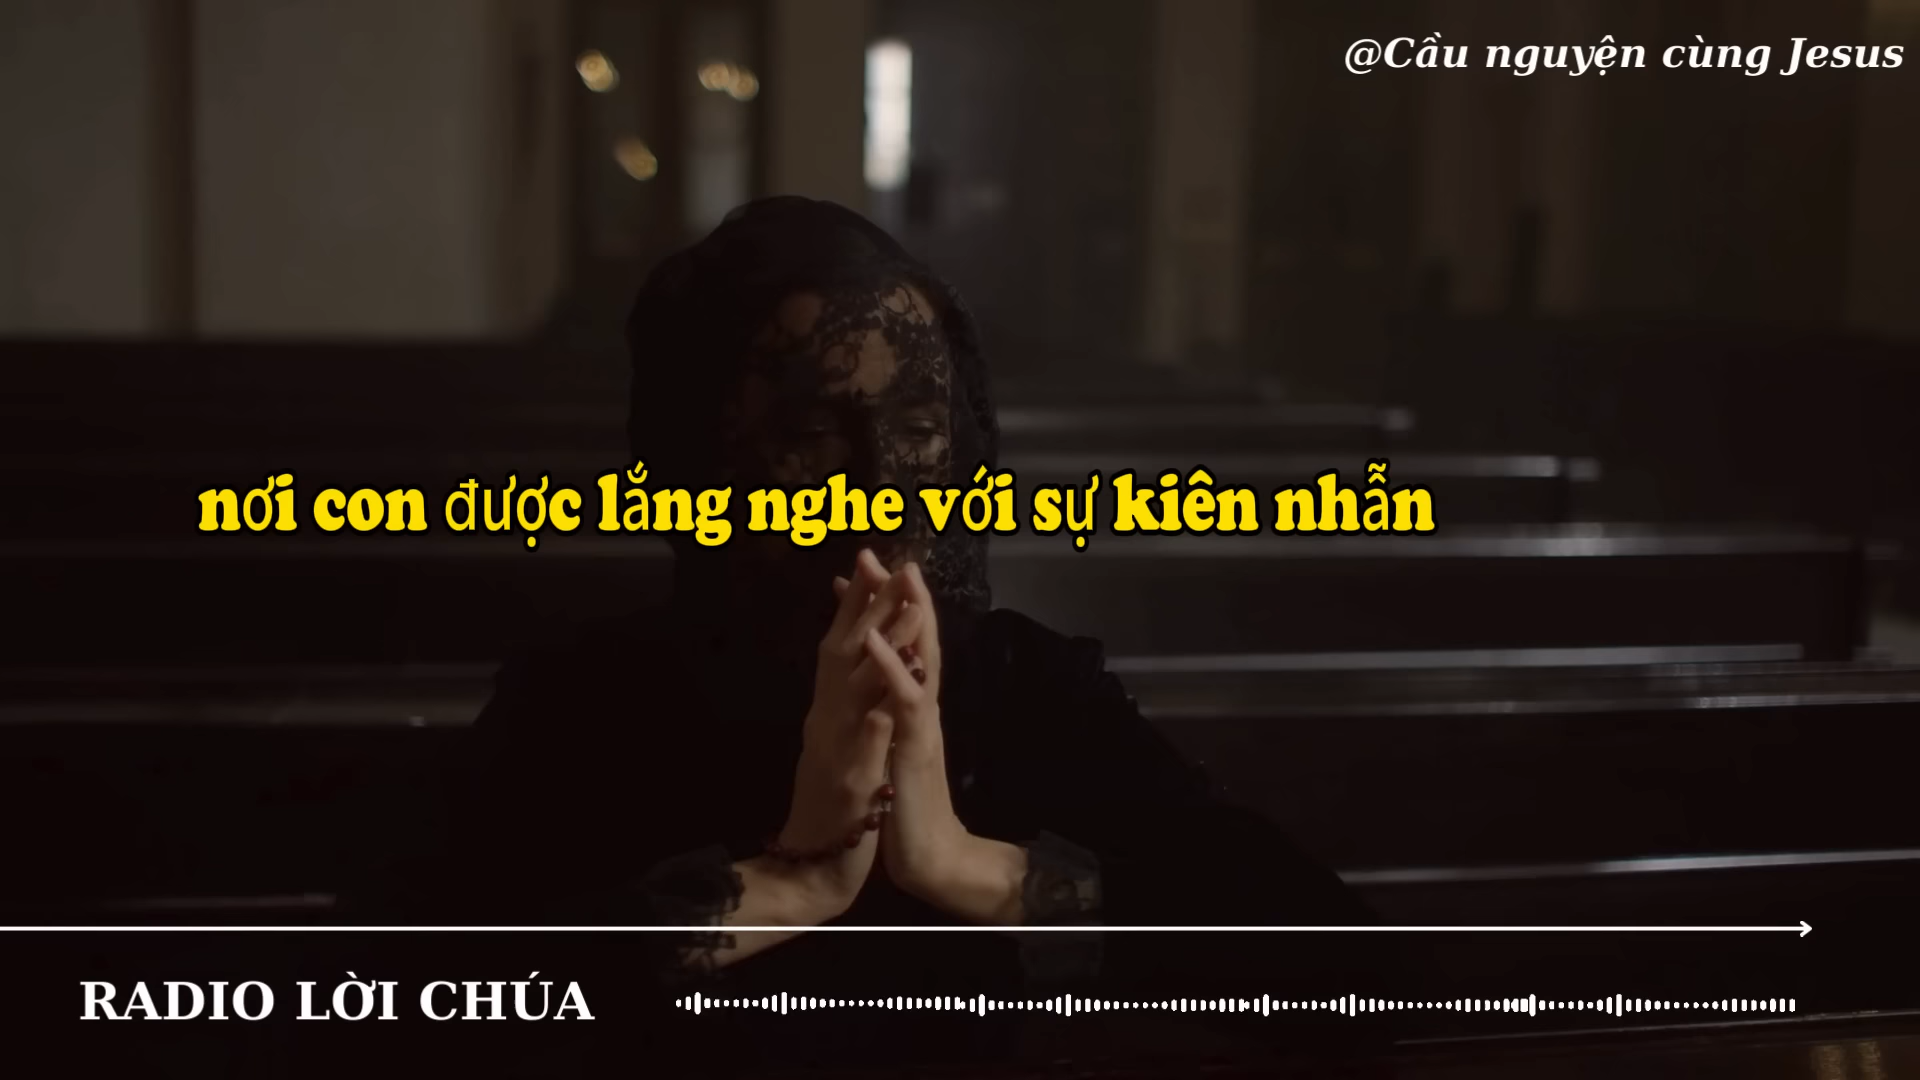 @Cầu nguyện cùng Jesus
nơi con được lắng nghe với sự kiên nhẫn
RADIO LỜI CHÚA